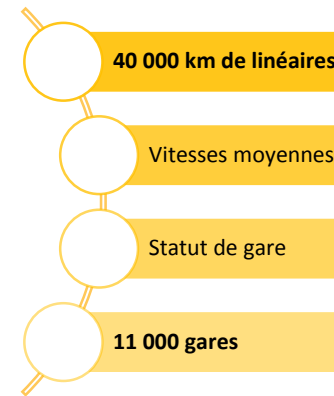 40 000 km de linéaires
Vitesses moyennes
Statut de gare
11 000 gares